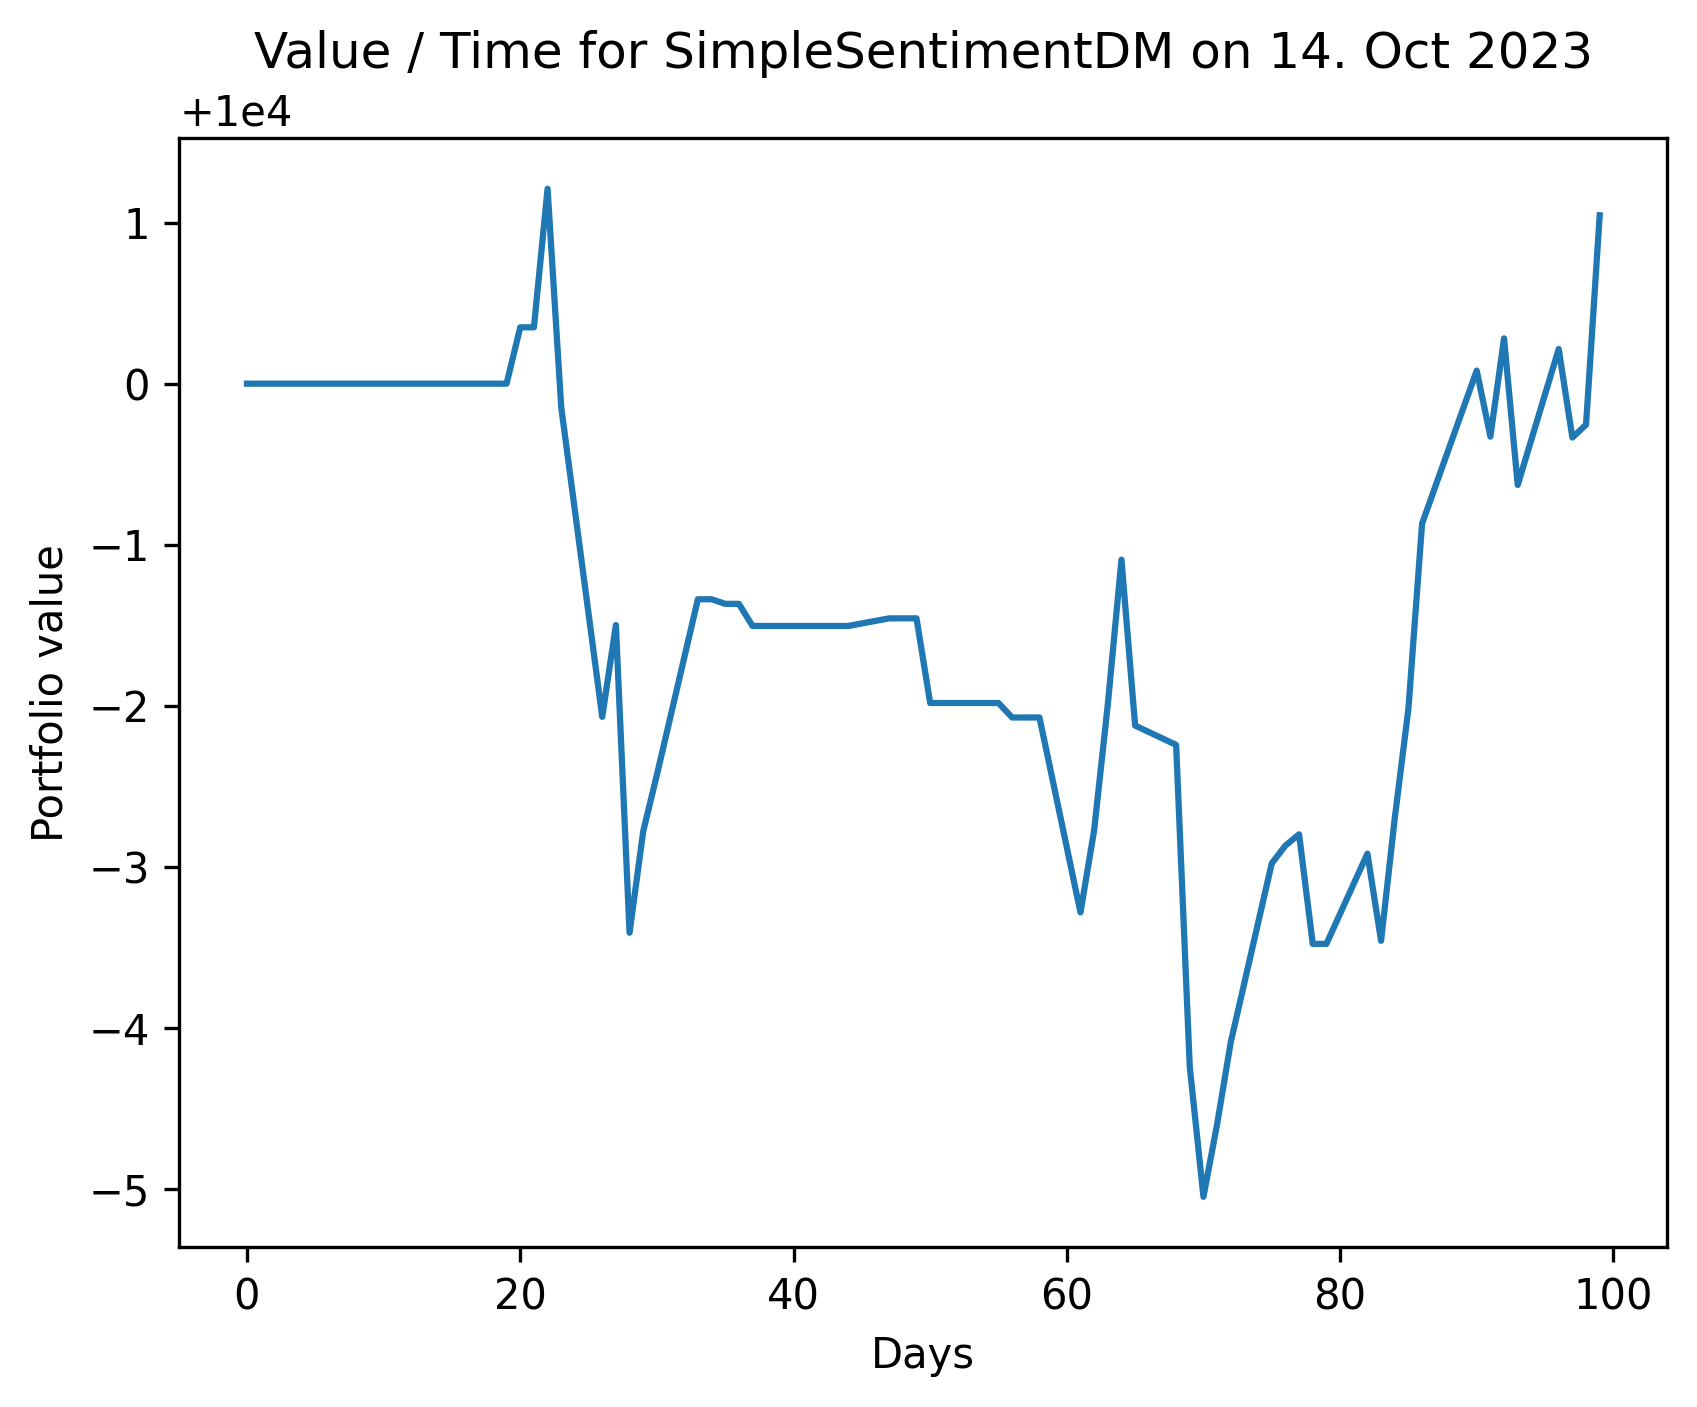 Value / Time for SimpleSentimentDM on 14. Oct 2023
+1e4
1
0
−1
−2
−3
−4
−5
Portfolio value
0 20 40 60 80 100
Days